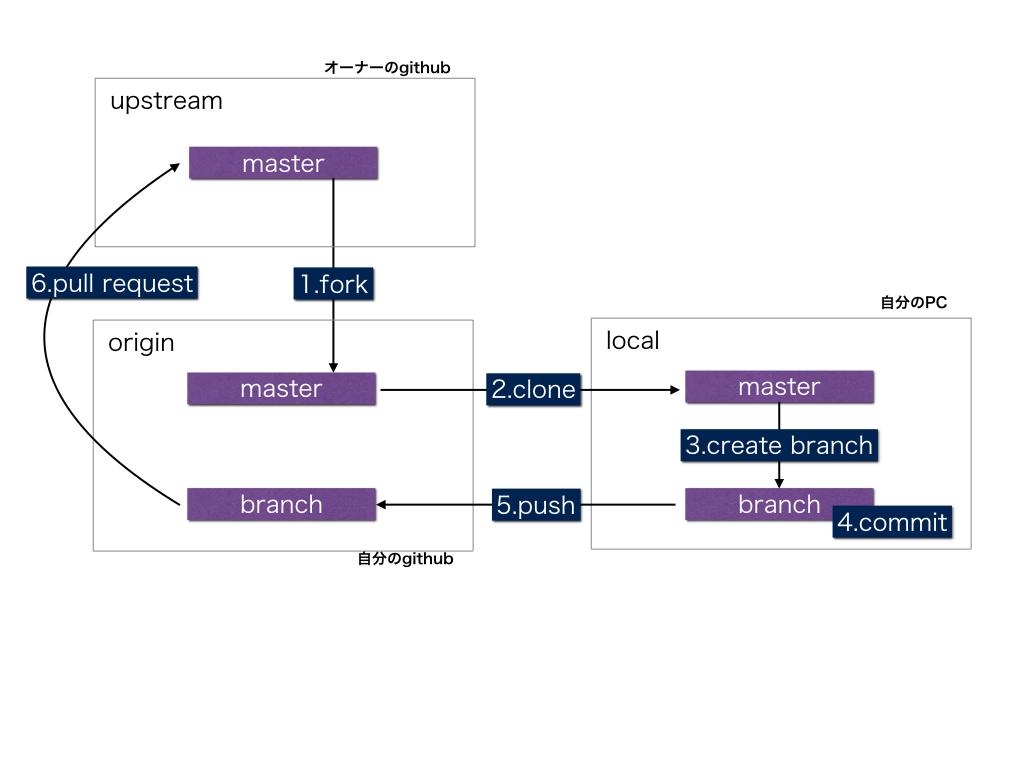 オーナーのgithub
upstream
master
6.pull request
1.fork
自分のPC
origin
local
master
2.clone
master
3.create branch
branch
5.push
branch
4.commit
自分のgithub